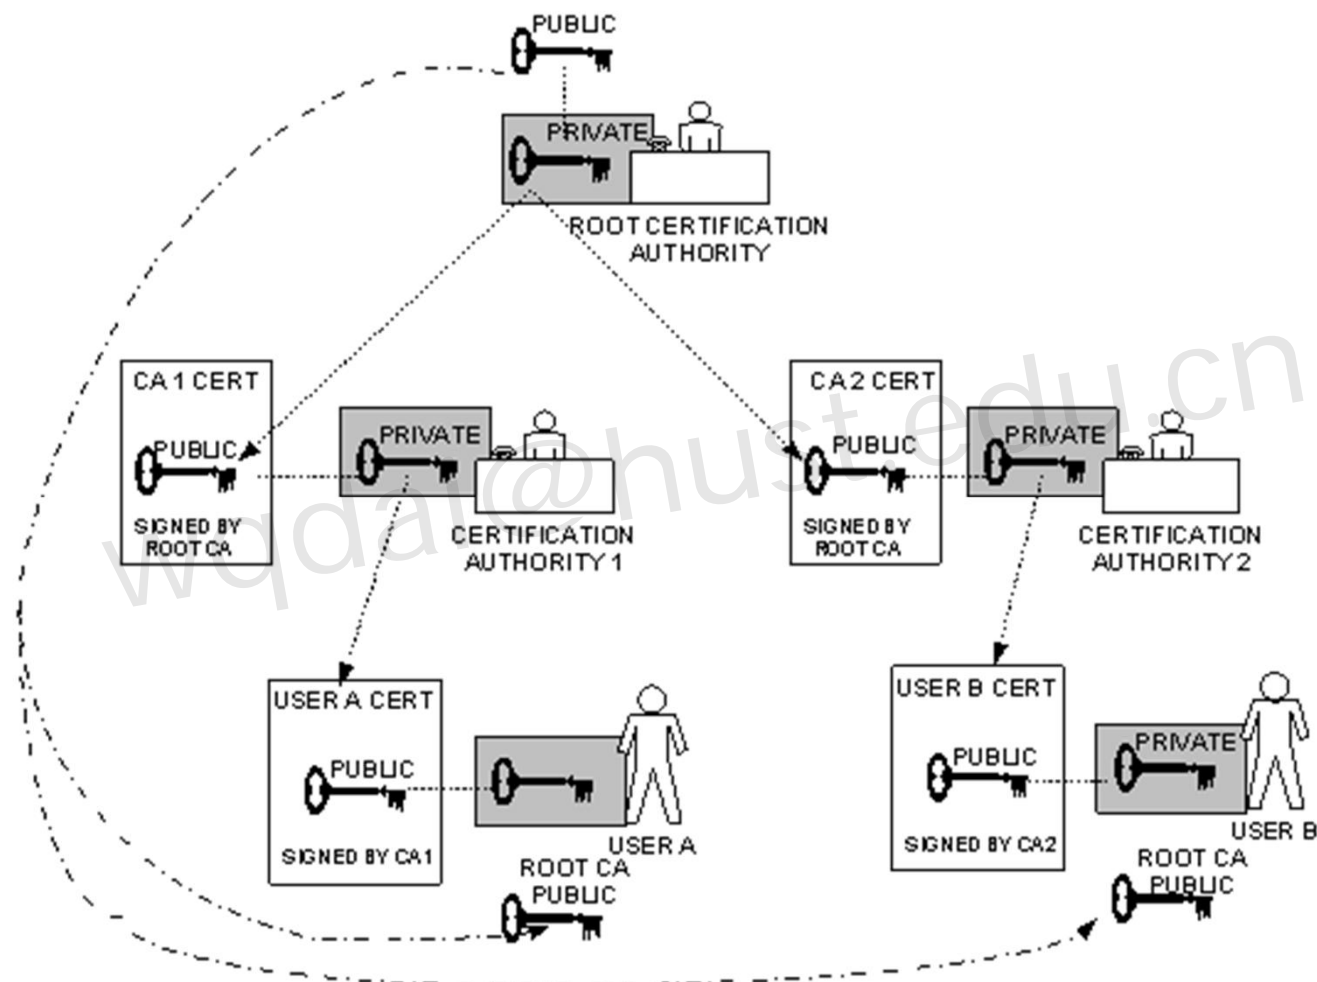 PUBLIC
PRIVATE
ROOT CERTIFICATION
AUTHORITY
CA 1 CERT
PUBLIC
SIGNED BY
ROOT CA
PRIVATE
CERTIFICATION
AUTHORITY 1
CA 2 CERT
PUBLIC
SIGNED BY
ROOT CA
PRIVATE
CERTIFICATION
AUTHORITY 2
wqdai@hust.edu.cn
USER A CERT
PUBLIC
SIGNED BY CA1
USER A
ROOT CA
PUBLIC
USER B CERT
PUBLIC
SIGNED BY CA2
PRIVATE
USER B
ROOT CA
PUBLIC